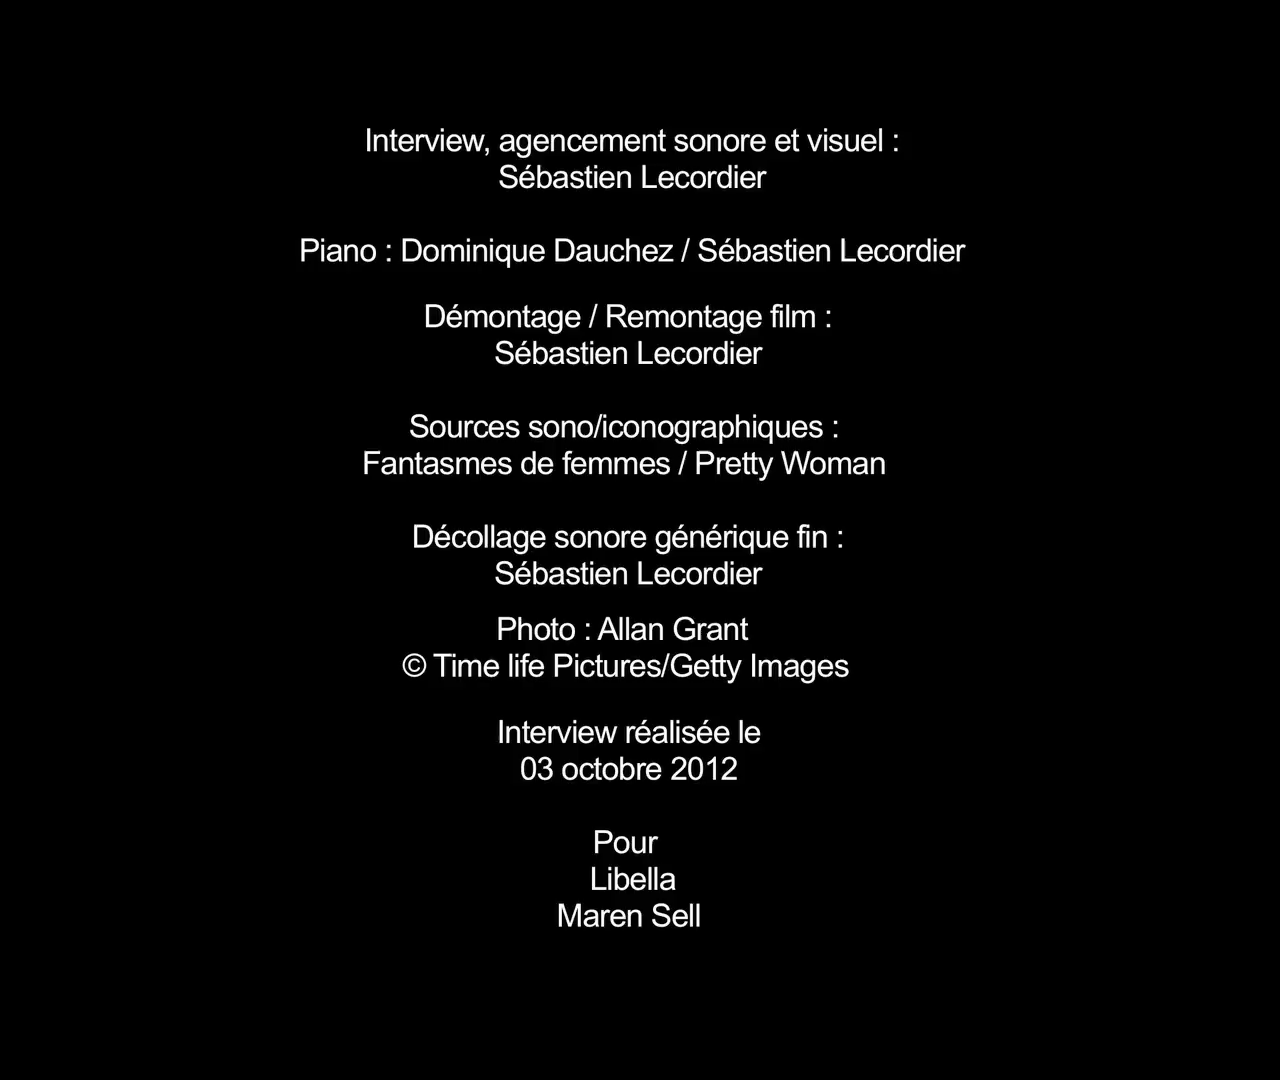 Interview, agencement sonore et visuel :
Sébastien Lecordier
Piano : Dominique Dauchez / Sébastien Lecordier
Démontage / Remontage film :
Sébastien Lecordier
Sources sono/iconographiques :
Fantasmes de femmes / Pretty Woman
Décollage sonore générique fin :
Sébastien Lecordier
Photo : Allan Grant
© Time life Pictures/Getty Images
Interview réalisée le
03 octobre 2012
Pour
Libella
Maren Sell